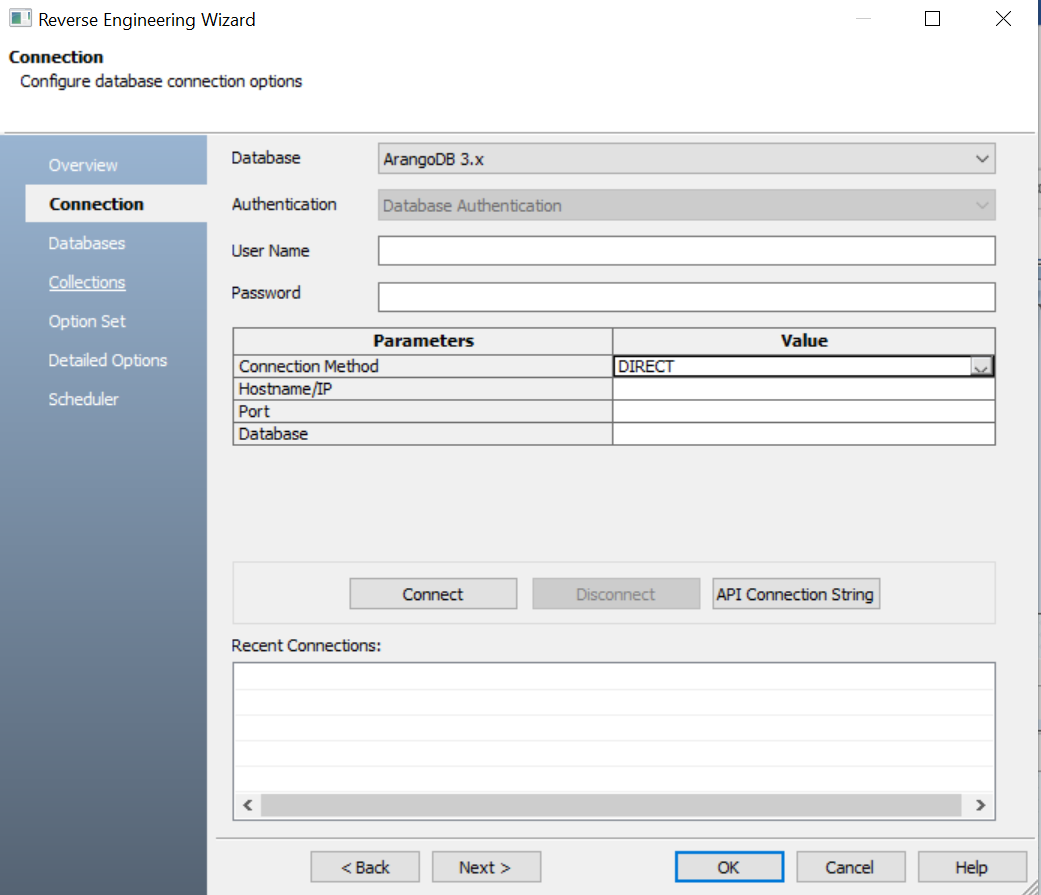 Reverse Engineering Wizard
Connection
Configure database connection options
Overview
Connection
Databases
Collections
Option Set
Detailed Options
Scheduler
Database ArangoDB 3.x
Authentication Database Authentication
User Name
Password
Parameters Value
Connection Method DIRECT
Hostname/IP
Port
Database
Connect Disconnect API Connection String
Recent Connections:
< Back Next > OK Cancel Help